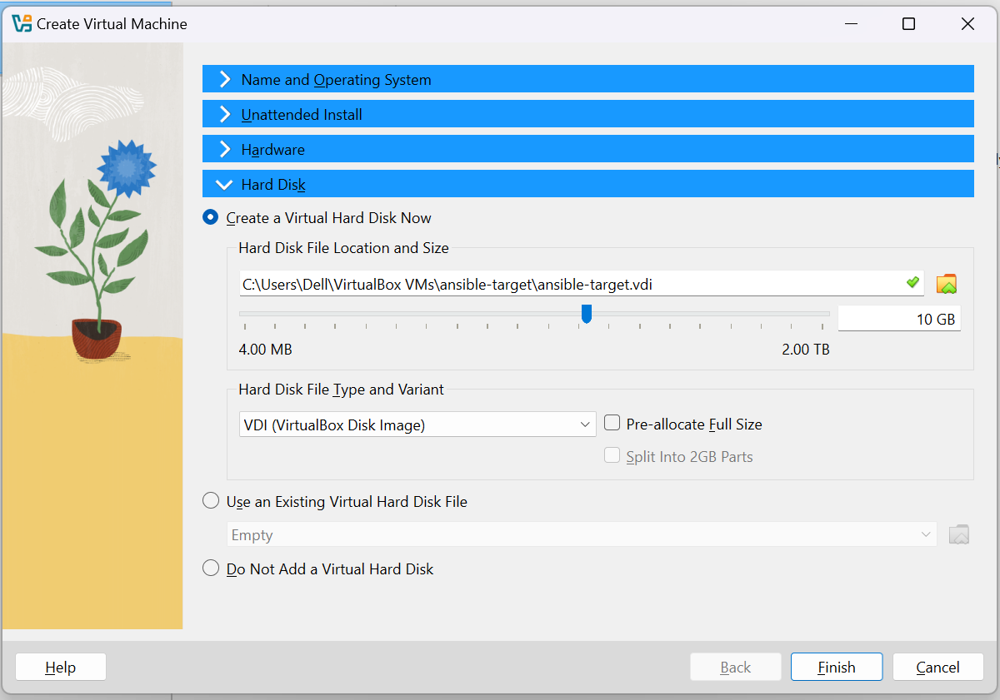 Create Virtual Machine
Name and Operating System
Unattended Install
Hardware
Hard Disk
Create a Virtual Hard Disk Now
Hard Disk File Location and Size
C:\Users\Dell\VirtualBox VMs\ansible-target\ansible-target.vdi
10 GB
4.00 MB 2.00 TB
Hard Disk File Type and Variant
VDI (VirtualBox Disk Image) Pre-allocate Full Size
Split Into 2GB Parts
Use an Existing Virtual Hard Disk File
Empty
Do Not Add a Virtual Hard Disk
Help Back Finish Cancel